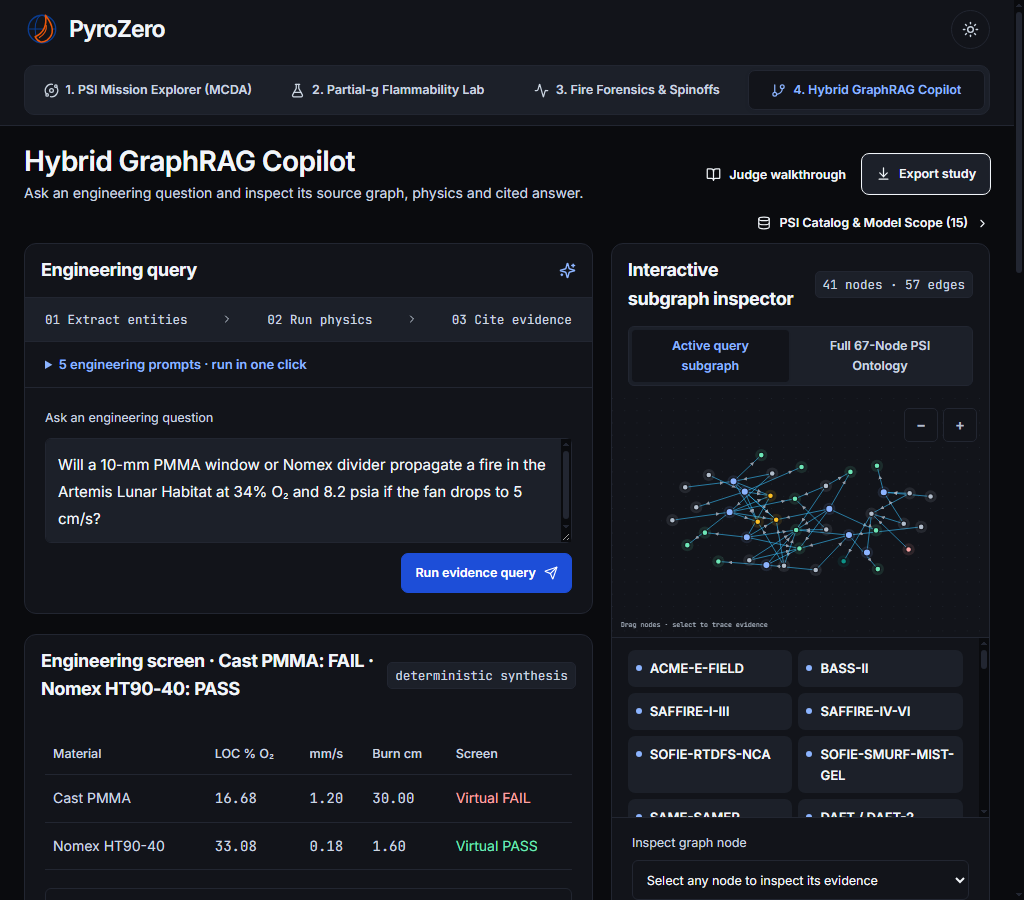 PyroZero
1. PSI Mission Explorer (MCDA)
2. Partial-g Flammability Lab
3. Fire Forensics & Spinoffs
4. Hybrid GraphRAG Copilot
Hybrid GraphRAG Copilot
Ask an engineering question and inspect its source graph, physics and cited answer.
Judge walkthrough
Export study
PSI Catalog & Model Scope (15)
Engineering query
01 Extract entities
02 Run physics
03 Cite evidence
5 engineering prompts · run in one click
Ask an engineering question
Will a 10-mm PMMA window or Nomex divider propagate a fire in the
Artemis Lunar Habitat at 34% O₂ and 8.2 psia if the fan drops to 5
cm/s?
Run evidence query
Engineering screen · Cast PMMA: FAIL ·
Nomex HT90-40: PASS
deterministic synthesis
Material LOC % O₂ mm/s Burn cm Screen
Cast PMMA 16.68 1.20 30.00 Virtual FAIL
Nomex HT90-40 33.08 0.18 1.60 Virtual PASS
Interactive
subgraph inspector
41 nodes · 57 edges
Active query
subgraph
Full 67-Node PSI
Ontology
Drag nodes · select to trace evidence
ACME-E-FIELD
BASS-II
SAFFIRE-I-III
SAFFIRE-IV-VI
SOFIE-RTDFS-NCA
SOFIE-SMURF-MIST-
GEL
SAME-SAMER
DAFT / DAFT-2
Inspect graph node
Select any node to inspect its evidence